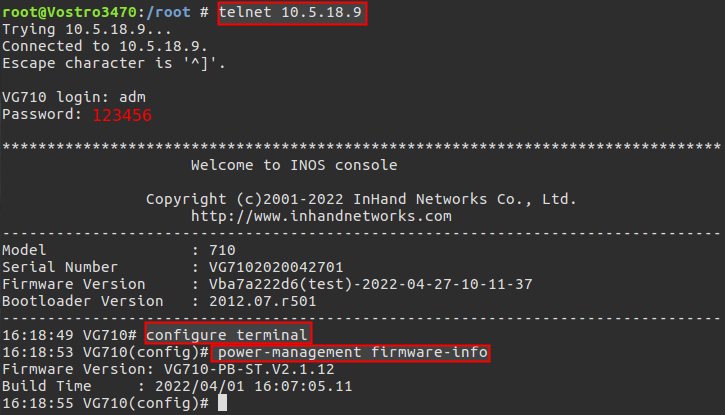 root@Vostro3470:/root # telnet 10.5.18.9
Trying 10.5.18.9...
Connected to 10.5.18.9.
Escape character is '^]'.
VG710 login: adm
Password: 123456
********************************************************************************
Welcome to INOS console
Copyright (c)2001-2022 InHand Networks Co., Ltd.
http://www.inhandnetworks.com
--------------------------------------------------------------------------------
Model : 710
Serial Number : VG7102020042701
Firmware Version : Vba7a222d6(test)-2022-04-27-10-11-37
Bootloader Version : 2012.07.r501
--------------------------------------------------------------------------------
16:18:49 VG710# configure terminal
16:18:53 VG710(config)# power-management firmware-info
Firmware Version: VG710-PB-ST.V2.1.12
Build Time : 2022/04/01 16:07:05.11
16:18:55 VG710(config)#